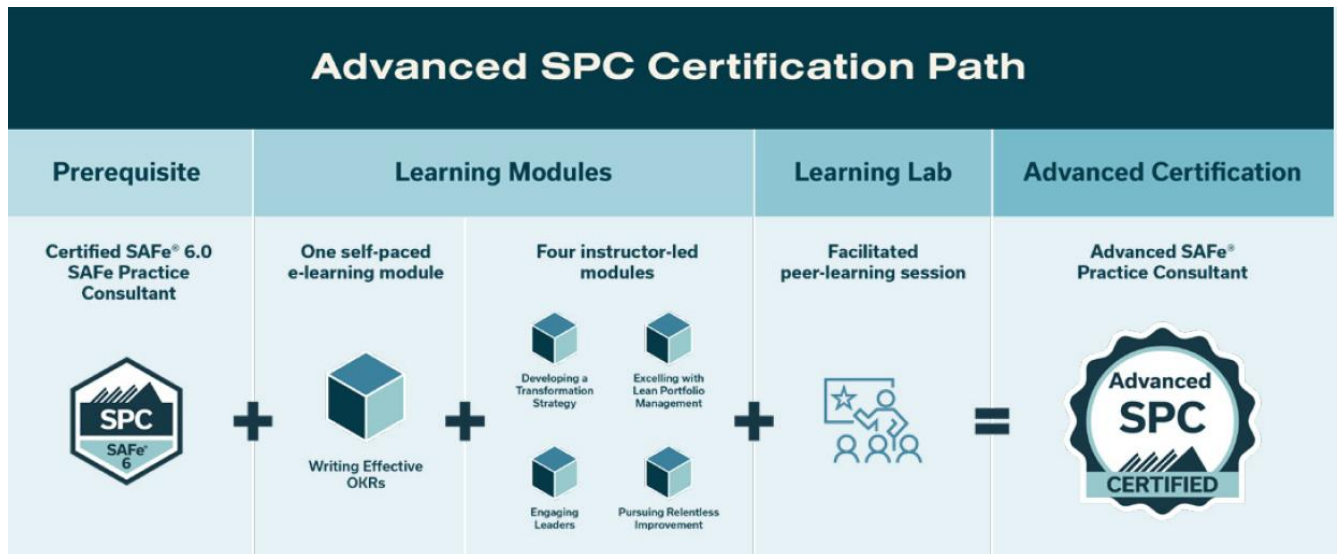 Advanced SPC Certification Path
Prerequisite
Learning Modules
Learning Lab
Advanced Certification
Certified SAFe® 6.0
SAFe Practice
Consultant
SPC
SAFe®
6
One self-paced
e-learning module
Writing Effective
OKRs
Four instructor-led
modules
Developing a
Transformation
Strategy
Excelling with
Lean Portfolio
Management
Engaging
Leaders
Pursuing Relentless
Improvement
Facilitated
peer-learning session
Advanced SAFe®
Practice Consultant
Advanced
SPC
CERTIFIED